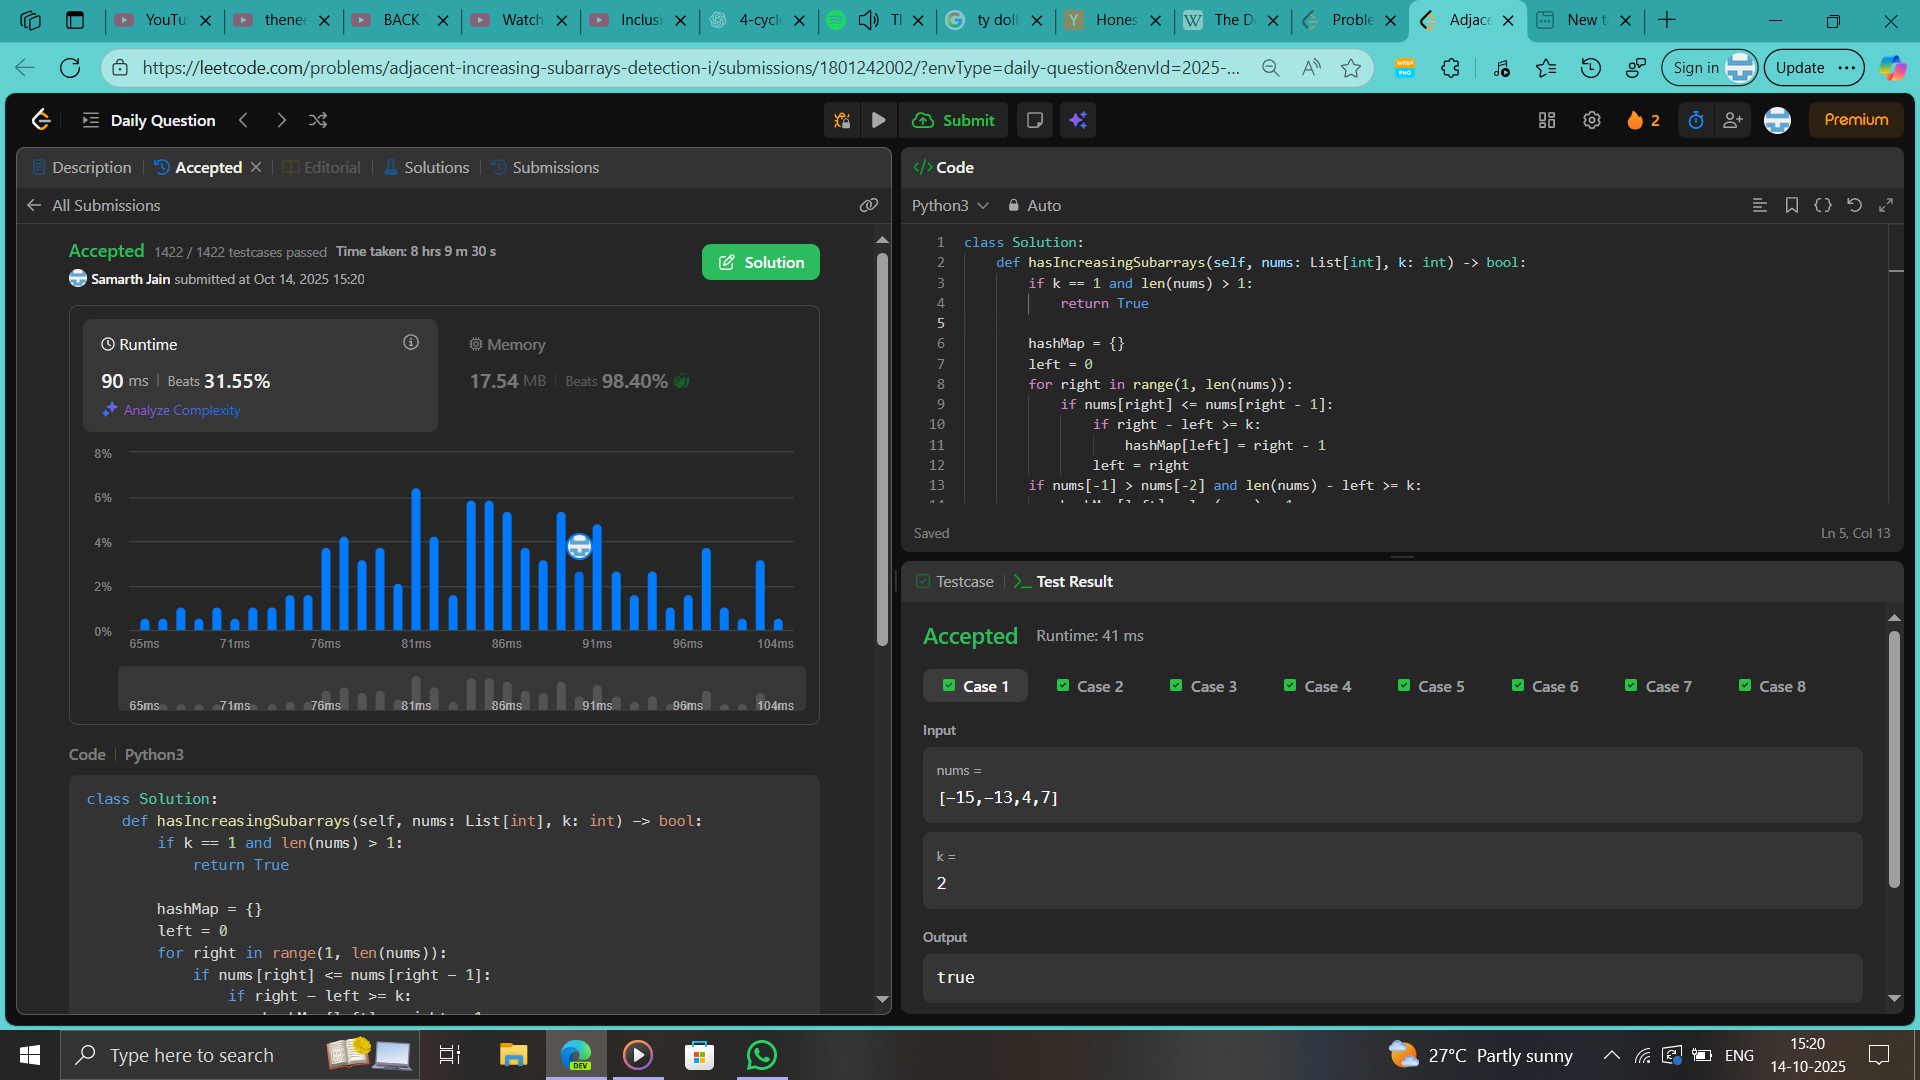 YouTu
thene
BACK
Watch
Inclusi
4-cycl
ty doll
Hones
The D
Proble
Adjac
New t
https://leetcode.com/problems/adjacent-increasing-subarrays-detection-i/submissions/1801242002/?envType=daily-question&envId=2025-...
Sign in
Update
Daily Question
Submit
2
Premium
Description
Accepted
Editorial
Solutions
Submissions
All Submissions
Accepted 1422 / 1422 testcases passed Time taken: 8 hrs 9 m 30 s
Samarth Jain submitted at Oct 14, 2025 15:20
Solution
Runtime
90 ms | Beats 31.55%
Analyze Complexity
Memory
17.54 MB | Beats 98.40%
8%
6%
4%
2%
0%
65ms 71ms 76ms 81ms 86ms 91ms 96ms 104ms
65ms 71ms 76ms 81ms 86ms 91ms 96ms 104ms
Code | Python3
class Solution:
def hasIncreasingSubarrays(self, nums: List[int], k: int) -> bool:
if k == 1 and len(nums) > 1:
return True
hashMap = {}
left = 0
for right in range(1, len(nums)):
if nums[right] <= nums[right - 1]:
if right - left >= k:
</> Code
Python3
Auto
1 class Solution:
2 def hasIncreasingSubarrays(self, nums: List[int], k: int) -> bool:
3 if k == 1 and len(nums) > 1:
4 return True
5
6 hashMap = {}
7 left = 0
8 for right in range(1, len(nums)):
9 if nums[right] <= nums[right - 1]:
10 if right - left >= k:
11 hashMap[left] = right - 1
12 left = right
13 if nums[-1] > nums[-2] and len(nums) - left >= k:
Saved
Ln 5, Col 13
Testcase
Test Result
Accepted Runtime: 41 ms
Case 1 Case 2 Case 3 Case 4 Case 5 Case 6 Case 7 Case 8
Input
nums =
[-15,-13,4,7]
k =
2
Output
true
Type here to search
DEV
27°C Partly sunny
ENG
15:20
14-10-2025